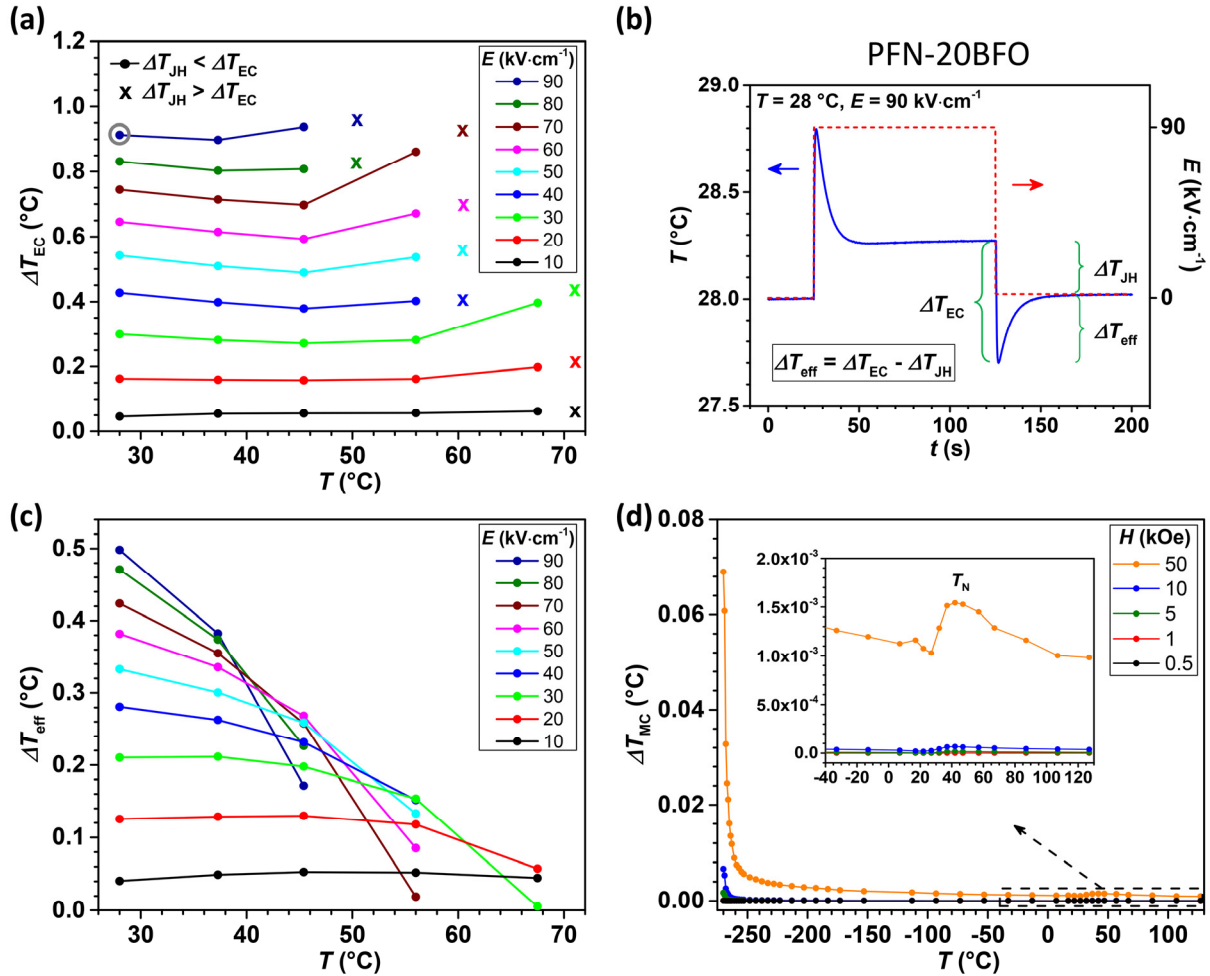 (a)
1.2
1.0
0.8
0.6
0.4
0.2
0.0
ΔT_EC (°C)
30
40
50
60
70
T (°C)
ΔT_JH < ΔT_EC
x ΔT_JH > ΔT_EC
E (kV·cm⁻¹)
90
80
70
60
50
40
30
20
10
x
x
x
x
x
x
x
x
x
(b)
PFN-20BFO
T = 28 °C, E = 90 kV·cm⁻¹
29.0
28.5
28.0
27.5
T (°C)
0
50
100
150
200
t (s)
90
0
E (kV·cm⁻¹)
ΔT_EC
ΔT_JH
ΔT_eff
ΔT_eff = ΔT_EC - ΔT_JH
(c)
0.5
0.4
0.3
0.2
0.1
0.0
ΔT_eff (°C)
30
40
50
60
70
T (°C)
E (kV·cm⁻¹)
90
80
70
60
50
40
30
20
10
(d)
0.08
0.06
0.04
0.02
0.00
ΔT_MC (°C)
-250
-200
-150
-100
-50
0
50
100
T (°C)
H (kOe)
50
10
5
1
0.5
2.0x10⁻³
1.5x10⁻³
1.0x10⁻³
5.0x10⁻⁴
0.0
-40
-20
0
20
40
60
80
100
120
T_N